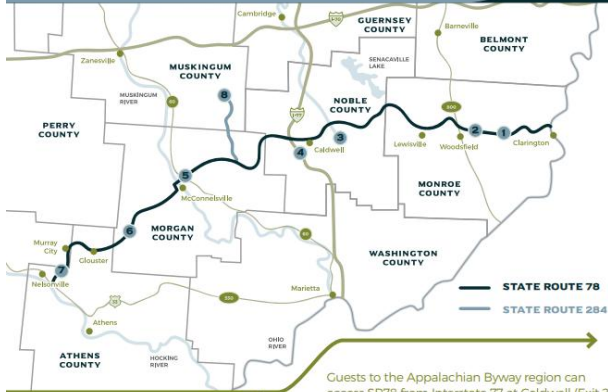 Cambridge
GUERNSEY
COUNTY
Barneville
BELMONT
COUNTY
Zanesville
MUSKINGUM
COUNTY
SENACAVILLE
LAKE
MUSKINGUM
RIVER
8
NOBLE
COUNTY
PERRY
COUNTY
3
2
1
4
Caldwell
Lewisville
Woodsfield
Clarington
5
McConnelsville
MONROE
COUNTY
6
MORGAN
COUNTY
Murray
City
Glouster
WASHINGTON
COUNTY
7
Nelsonville
Marietta
STATE ROUTE 78
STATE ROUTE 284
Athens
ATHENS
COUNTY
HOCKING
RIVER
OHIO
RIVER
Guests to the Appalachian Byway region can